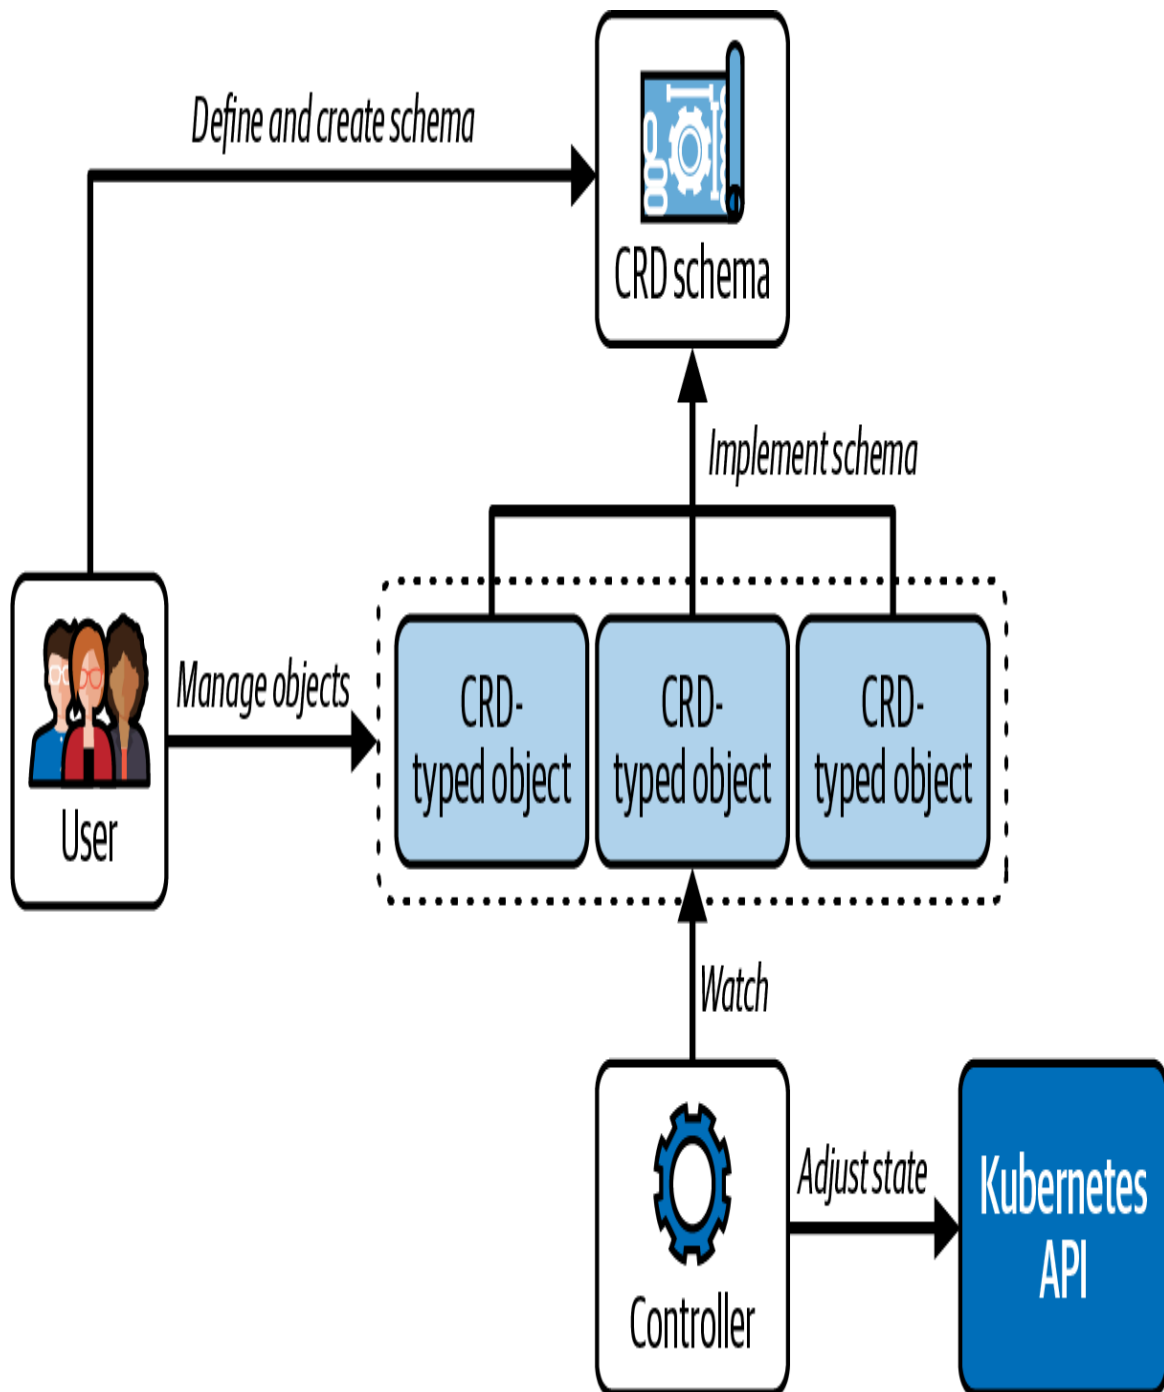 Define and create schema
CRD schema
Implement schema
Manage objects
User
CRD-
typed object
CRD-
typed object
CRD-
typed object
Watch
Controller
Adjust state
Kubernetes
API